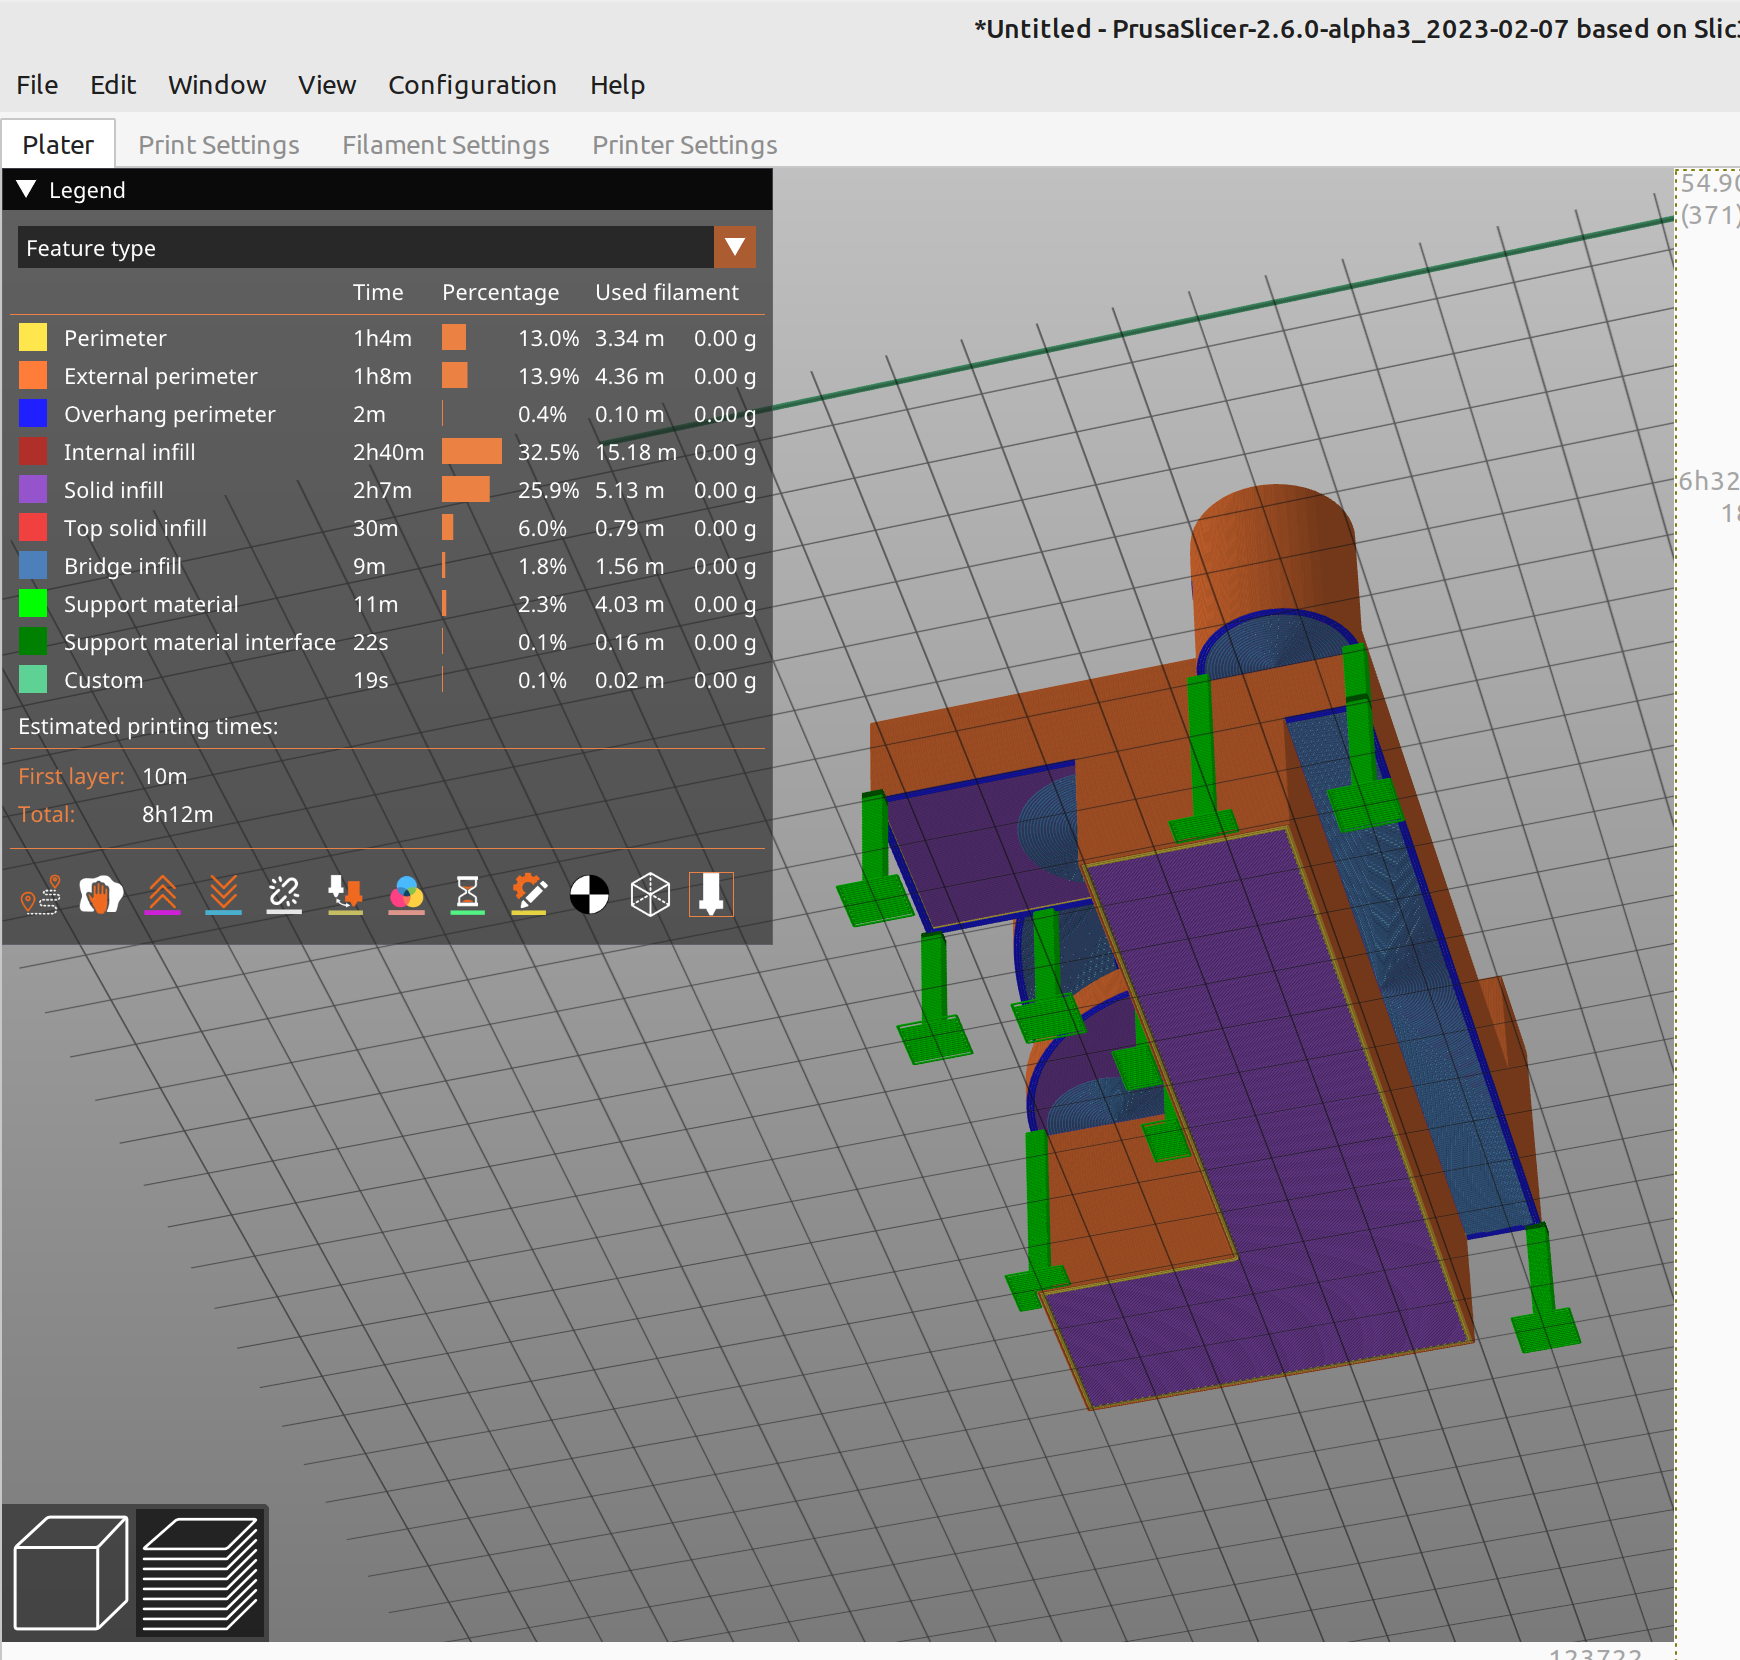 *Untitled - PrusaSlicer-2.6.0-alpha3_2023-02-07 based on
File Edit Window View Configuration Help
Plater Print Settings Filament Settings Printer Settings
Legend
54.90
(371)
Feature type
Time Percentage Used filament
Perimeter 1h4m 13.0% 3.34 m 0.00 g
External perimeter 1h8m 13.9% 4.36 m 0.00 g
Overhang perimeter 2m 0.4% 0.10 m 0.00 g
Internal infill 2h40m 32.5% 15.18 m 0.00 g
Solid infill 2h7m 25.9% 5.13 m 0.00 g
6h32
Top solid infill 30m 6.0% 0.79 m 0.00 g
18
Bridge infill 9m 1.8% 1.56 m 0.00 g
Support material 11m 2.3% 4.03 m 0.00 g
Support material interface 22s 0.1% 0.16 m 0.00 g
Custom 19s 0.1% 0.02 m 0.00 g
Estimated printing times:
First layer: 10m
Total: 8h12m
123722